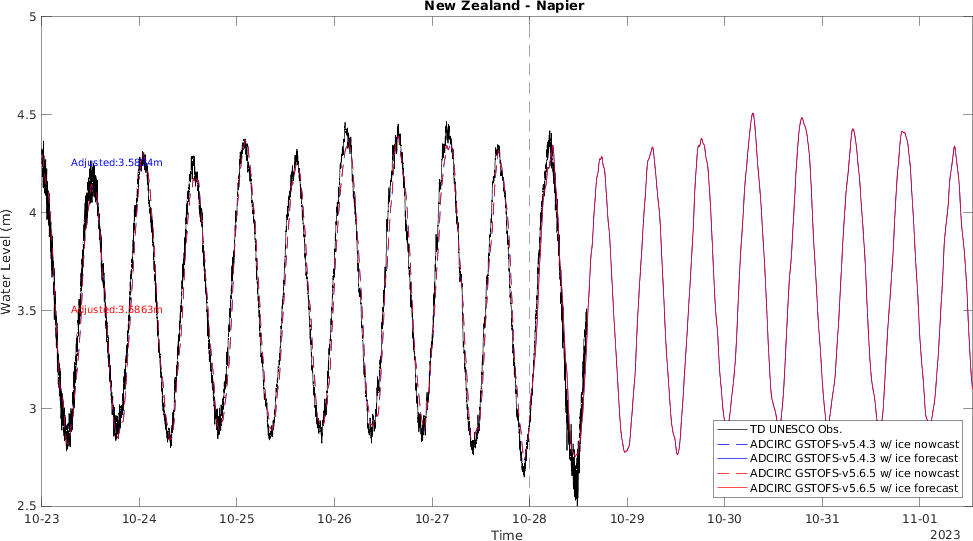 New Zealand - Napier
5
4.5
4
3.5
3
2.5
Water Level (m)
Adjusted:3.5854m
Adjusted:3.5863m
TD UNESCO Obs.
ADCIRC GSTOFS-v5.4.3 w/ ice nowcast
ADCIRC GSTOFS-v5.4.3 w/ ice forecast
ADCIRC GSTOFS-v5.6.5 w/ ice nowcast
ADCIRC GSTOFS-v5.6.5 w/ ice forecast
10-23 10-24 10-25 10-26 10-27 10-28 10-29 10-30 10-31 11-01
Time
2023